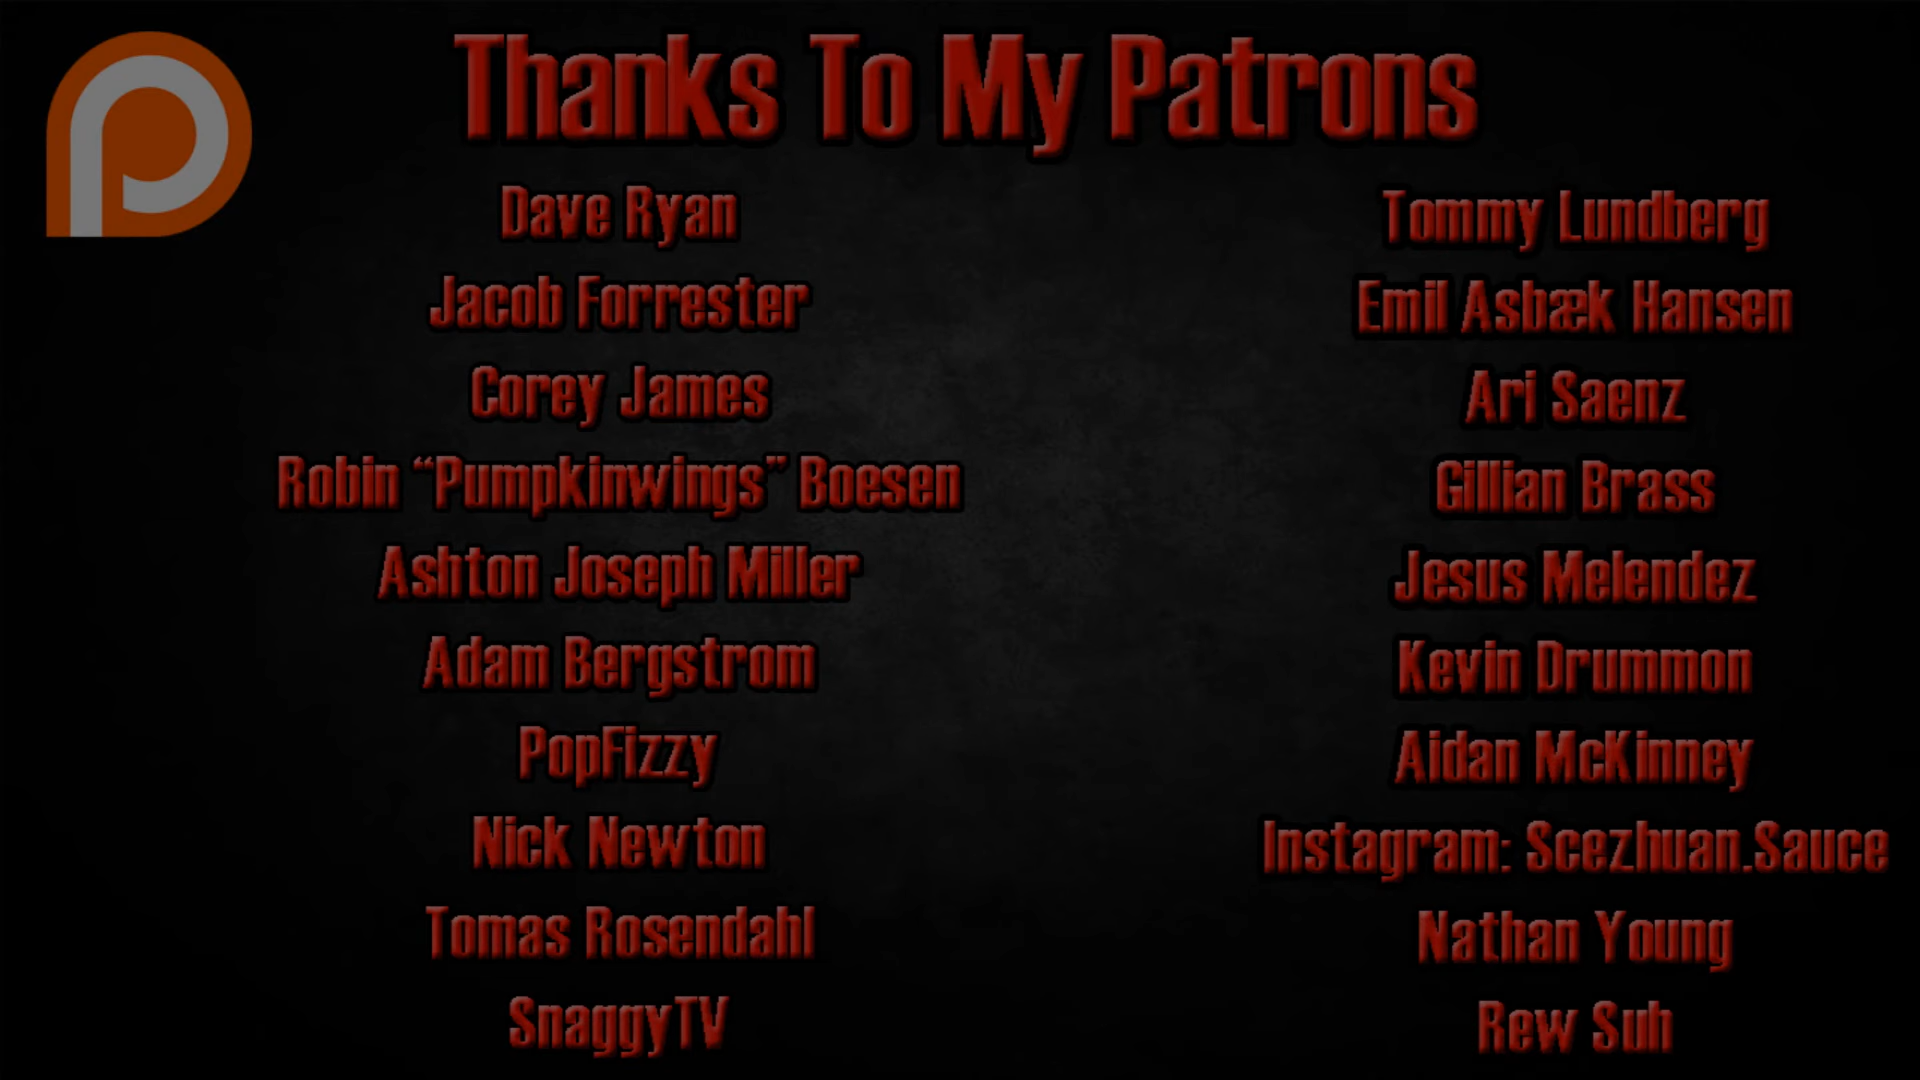 Thanks To My Patrons
Dave Ryan
Jacob Forrester
Corey James
Robin “Pumpkinwings” Boesen
Ashton Joseph Miller
Adam Bergstrom
PopFizzy
Nick Newton
Tomas Rosendahl
SnaggyTV
Tommy Lundberg
Emil Asbæk Hansen
Ari Saenz
Gillian Brass
Jesus Melendez
Kevin Drummon
Aidan McKinney
Instagram: Scezhuan.Sauce
Nathan Young
Rew Suh